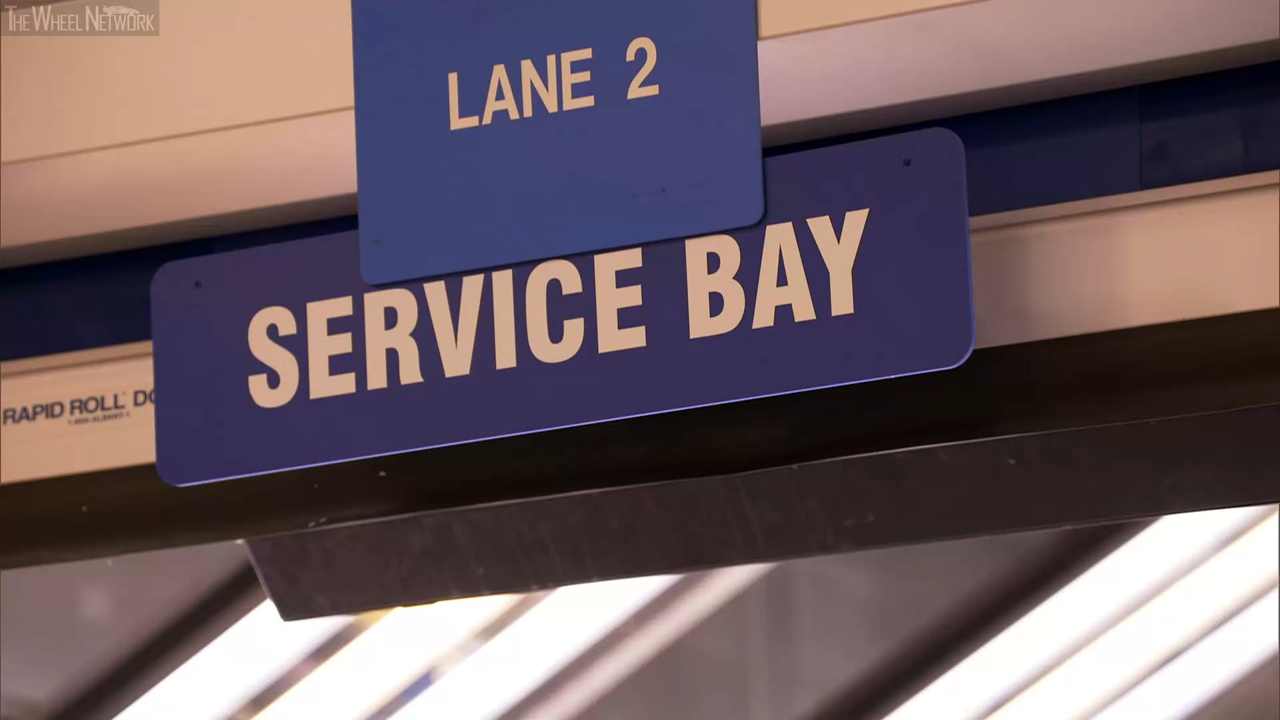 THE WHEEL NETWORK
LANE 2
SERVICE BAY
RAPID ROLL